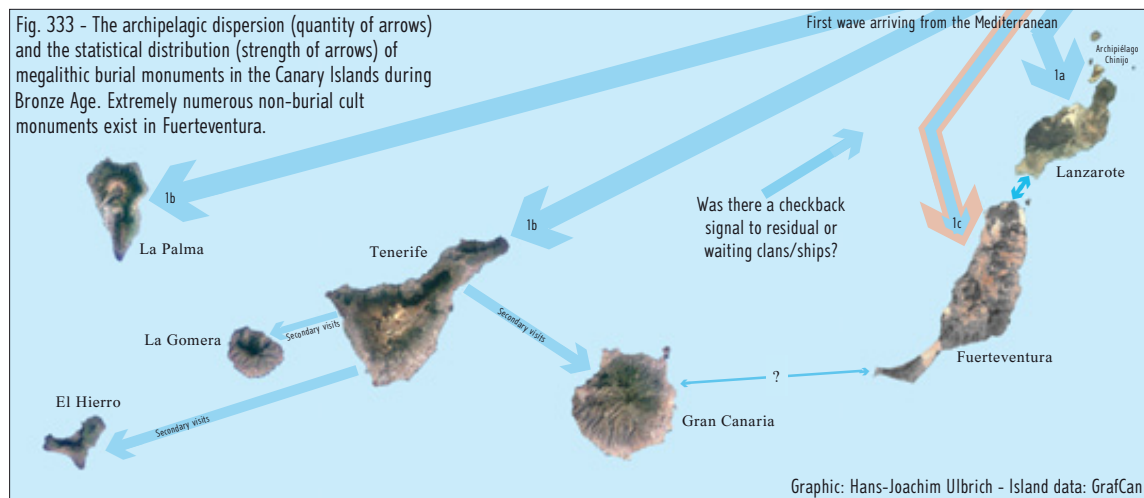 Fig. 333 - The archipelagic dispersion (quantity of arrows)
and the statistical distribution (strength of arrows) of
megalithic burial monuments in the Canary Islands during
Bronze Age. Extremely numerous non-burial cult
monuments exist in Fuerteventura.
First wave arriving from the Mediterranean
Archipiélago
Chinijo
1a
Lanzarote
1b
La Palma
1b
Tenerife
Was there a checkback
signal to residual or
waiting clans/ships?
1c
Secondary visits
La Gomera
Secondary visits
Fuerteventura
?
El Hierro
Secondary visits
Gran Canaria
Graphic: Hans-Joachim Ulbrich - Island data: GrafCan